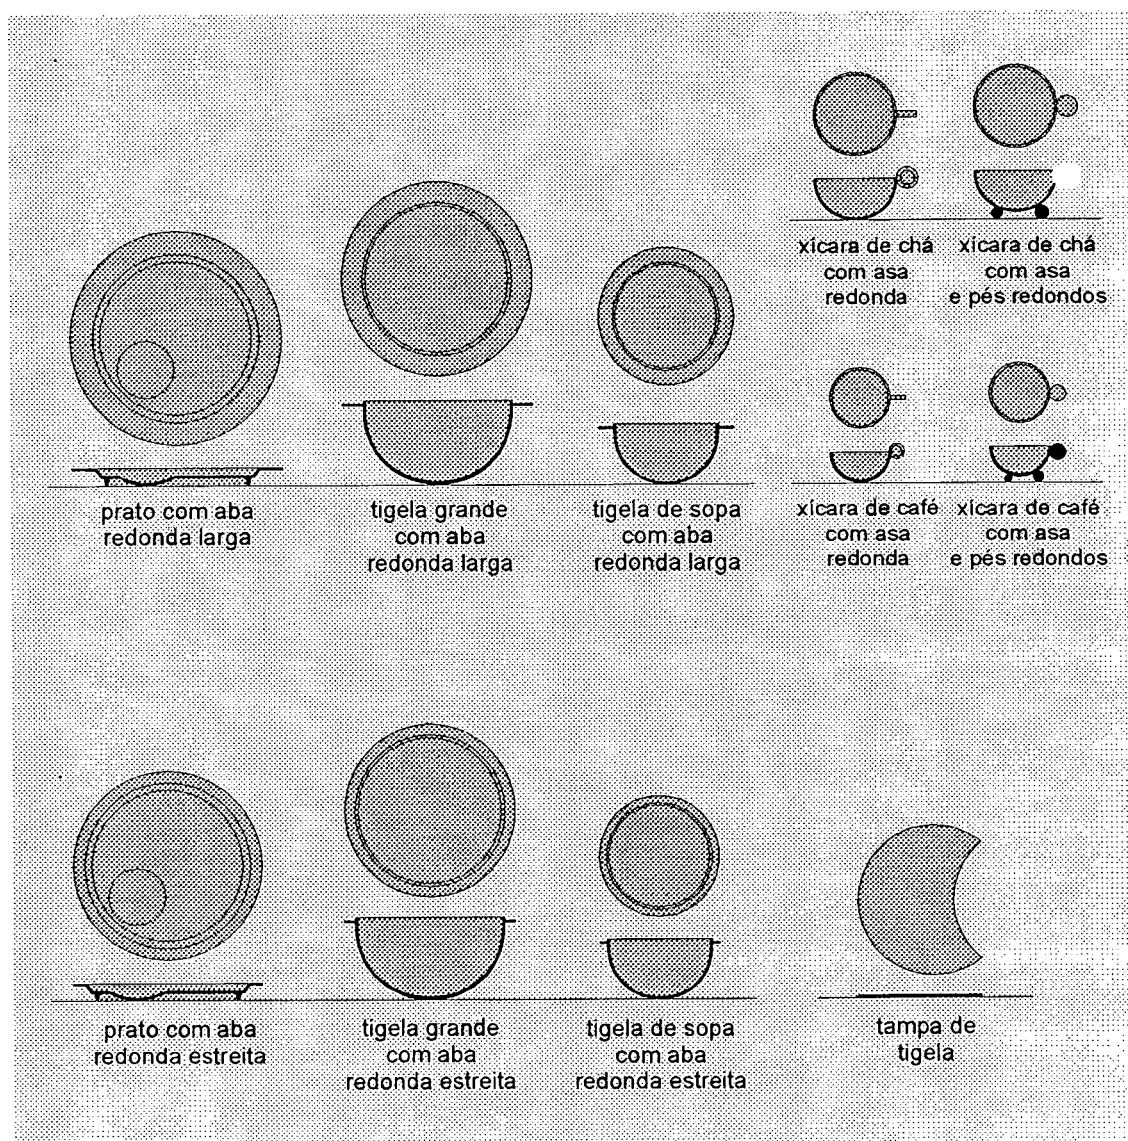 xícara de chá
com asa
redonda
xícara de chá
com asa
e pés redondos
prato com aba
redonda larga
tigela grande
com aba
redonda larga
tigela de sopa
com aba
redonda larga
xícara de café
com asa
redonda
xícara de café
com asa
e pés redondos
prato com aba
redonda estreita
tigela grande
com aba
redonda estreita
tigela de sopa
com aba
redonda estreita
tampa de
tigela